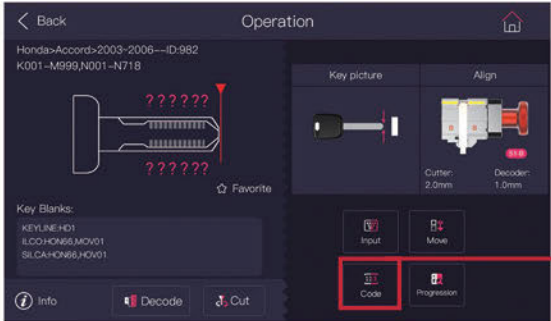 Back
Operation
Honda>Accord>2003-2006--ID:982
K001-M999,N001-N718
??????
??????
Favorite
Key Blanks:
KEYLINE:HD1
ILCO:HON66,MOV01
SILCA:HON66,HOV01
Info
Decode
Cut
Key picture
Align
B
B
S1-B
Cutter:
2.0mm
Decoder:
1.0mm
Input
Move
Code
Progression